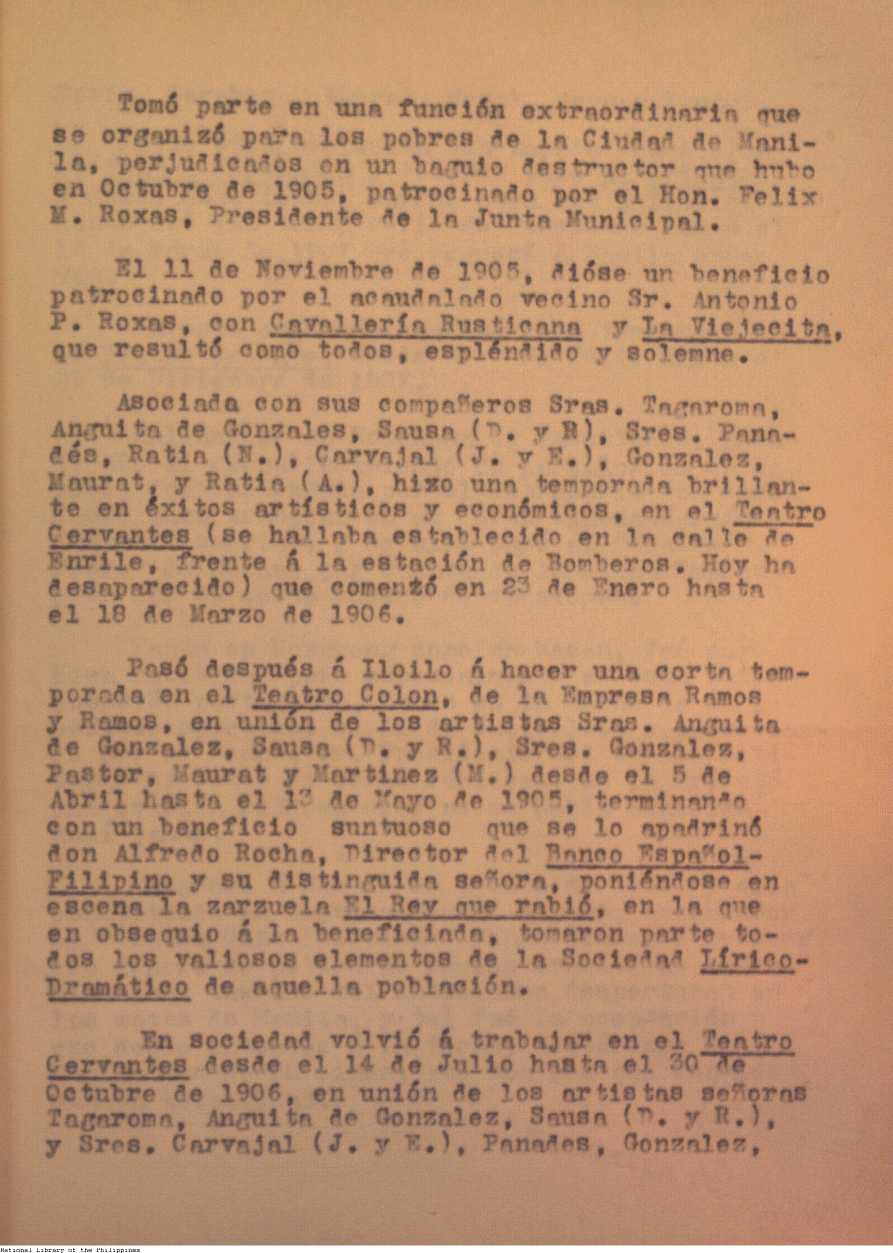 Tomó parte en una función extraordinaria que
se organizó para los pobres de la Ciudad de Mani-
la, perjudicados en un baguio destructor que hubo
en Octubre de 1905, patrocinado por el Hon. Felix
M. Roxas, Presidente de la Junta Municipal.
El 11 de Noviembre de 1905, dióse un beneficio
patrocinado por el acaudalado vecino Sr. Antonio
P. Roxas, con Cavallería Rusticana y La Viejecita,
que resultó como todos, espléndido y solemne.
Asociada con sus compañeros Sras. Tagaroma,
Anguita de Gonzales, Sausa (D. y R), Sres. Pana-
dés, Ratia (N.), Carvajal (J. y E.), Gonzalez,
Maurat, y Ratia (A.), hizo una temporada brillan-
te en éxitos artísticos y económicos, en el Teatro
Cervantes (se hallaba establecido en la calle de
Enrile, frente á la estación de Bomberos. Hoy ha
desaparecido) que comenzó en 23 de Enero hasta
el 18 de Marzo de 1906.
Pasó después á Iloilo á hacer una corta tem-
porada en el Teatro Colon, de la Empresa Ramos
y Ramos, en unión de los artistas Sras. Anguita
de Gonzalez, Sausa (D. y R.), Sres. Gonzalez,
Pastor, Maurat y Martinez (M.) desde el 5 de
Abril hasta el 13 de Mayo de 1905, terminando
con un beneficio suntuoso que se lo apadrinó
don Alfredo Rocha, Director del Banco Español-
Filipino y su distinguida señora, poniéndose en
escena la zarzuela El Rey que rabió, en la que
en obsequio á la beneficiada, tomaron parte to-
dos los valiosos elementos de la Sociedad Lírico-
Dramático de aquella población.
En sociedad volvió á trabajar en el Teatro
Cervantes desde el 14 de Julio hasta el 30 de
Octubre de 1906, en unión de los artistas señoras
Tagaroma, Anguita de Gonzalez, Sausa (D. y R.),
y Sres. Carvajal (J. y E.), Panades, Gonzalez,
National Library of the Philippines